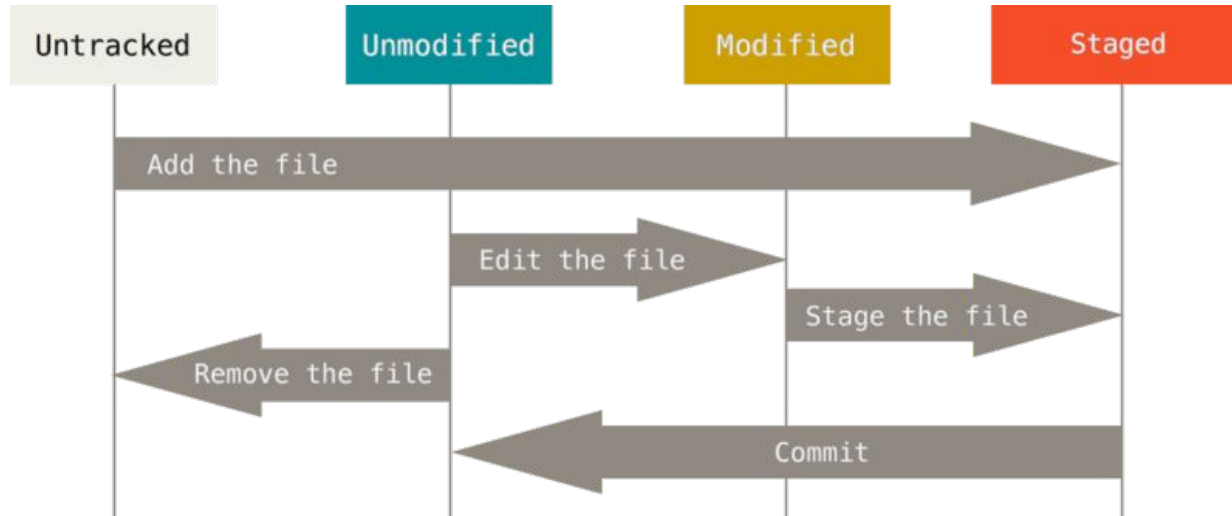 Untracked
Unmodified
Modified
Staged
Add the file
Edit the file
Stage the file
Remove the file
Commit